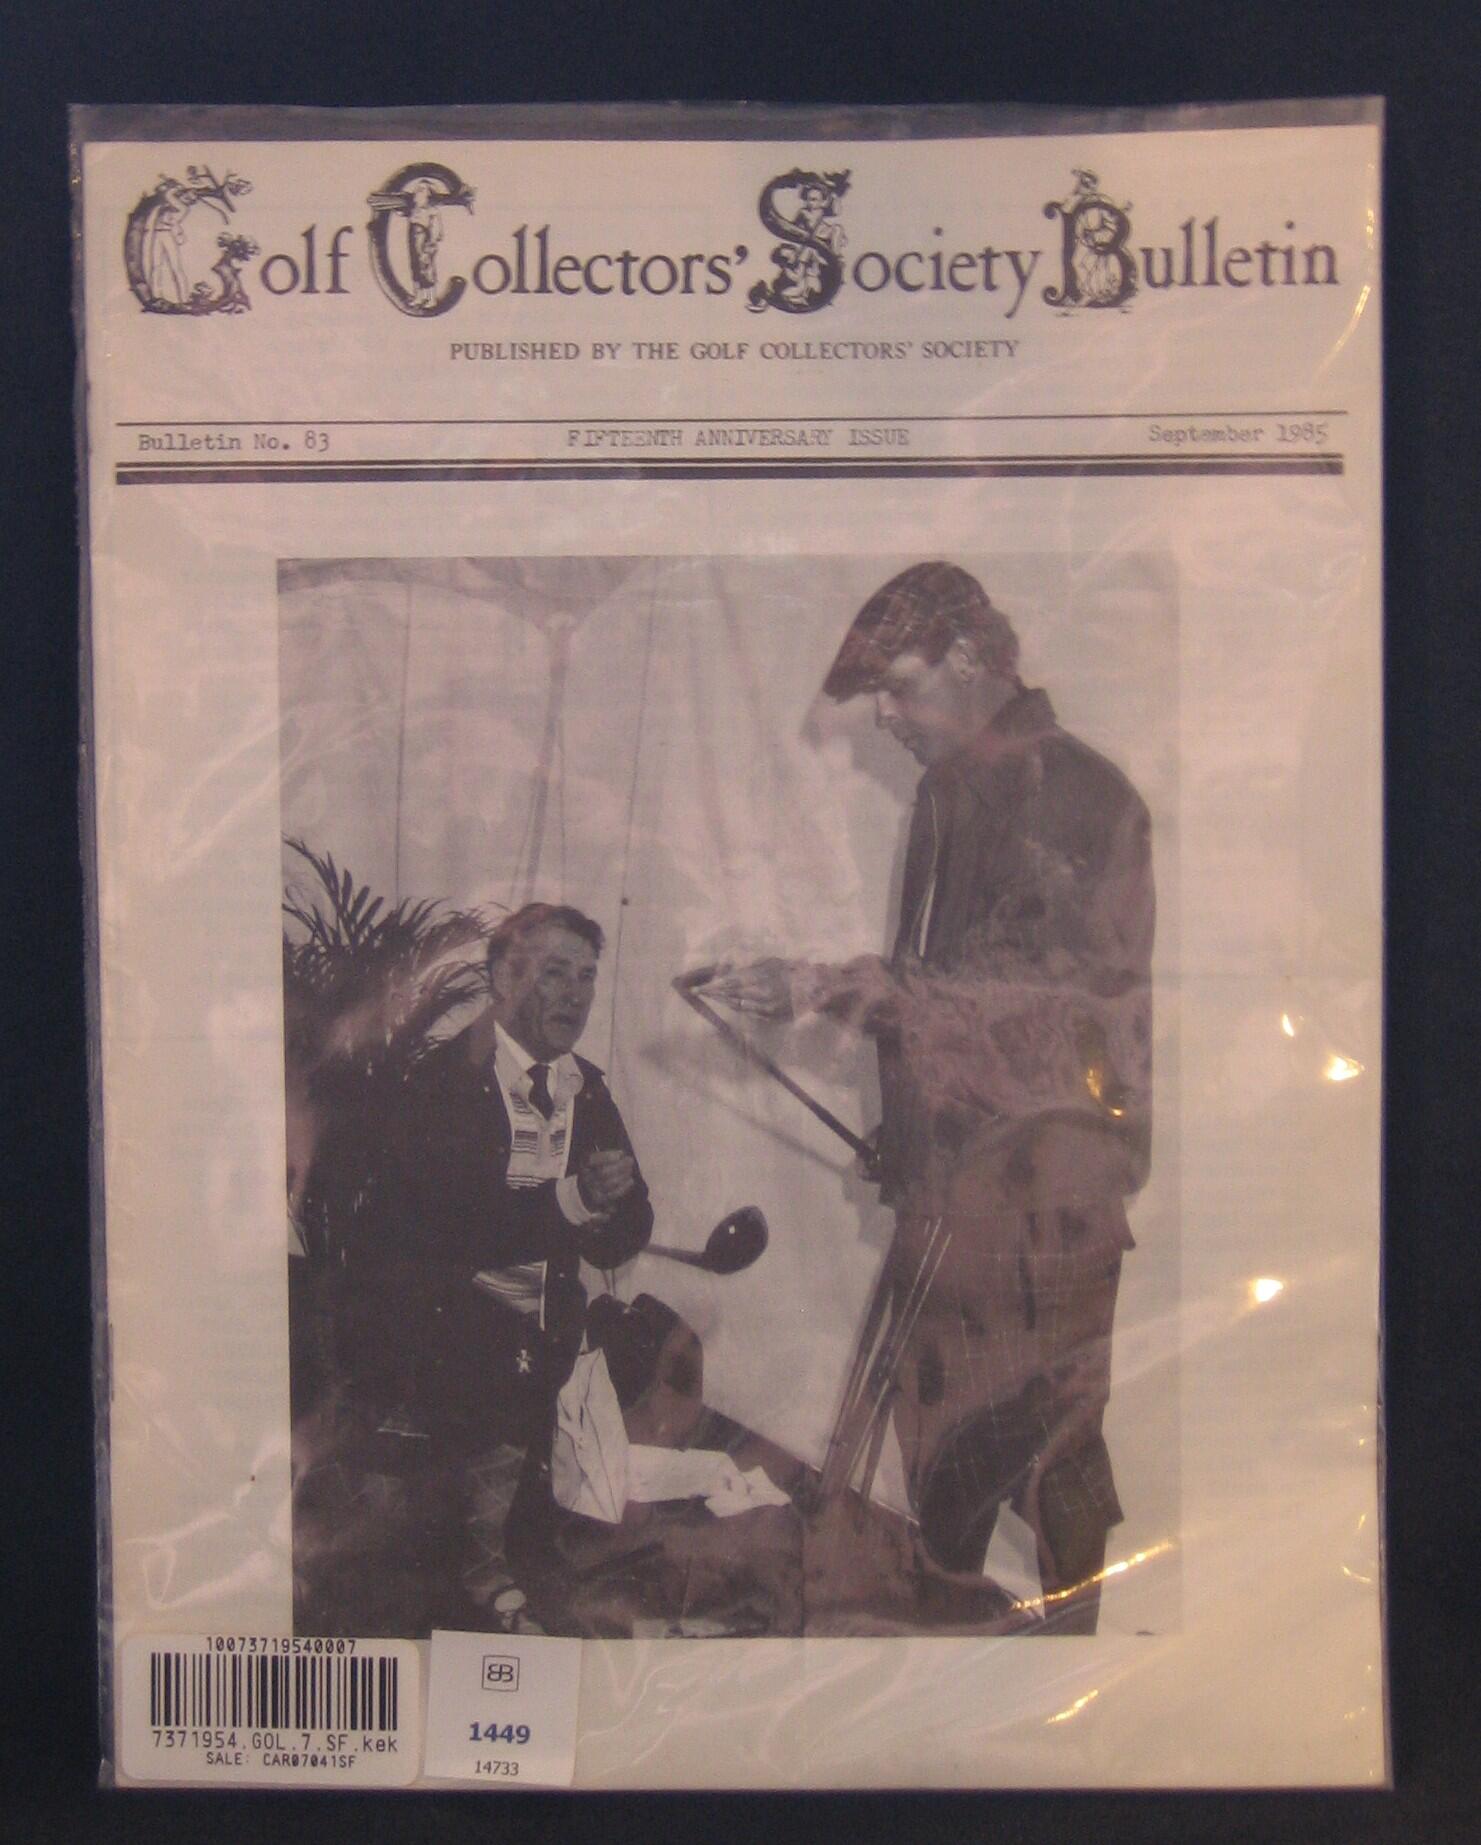 Golf Collectors' Society Bulletin
PUBLISHED BY THE GOLF COLLECTORS' SOCIETY
Bulletin No. 83 FIFTEENTH ANNIVERSARY ISSUE September 1985
10073719540007
7371954.GOL.7.SF.kek
SALE: CAR07041SF
BB
1449
14733